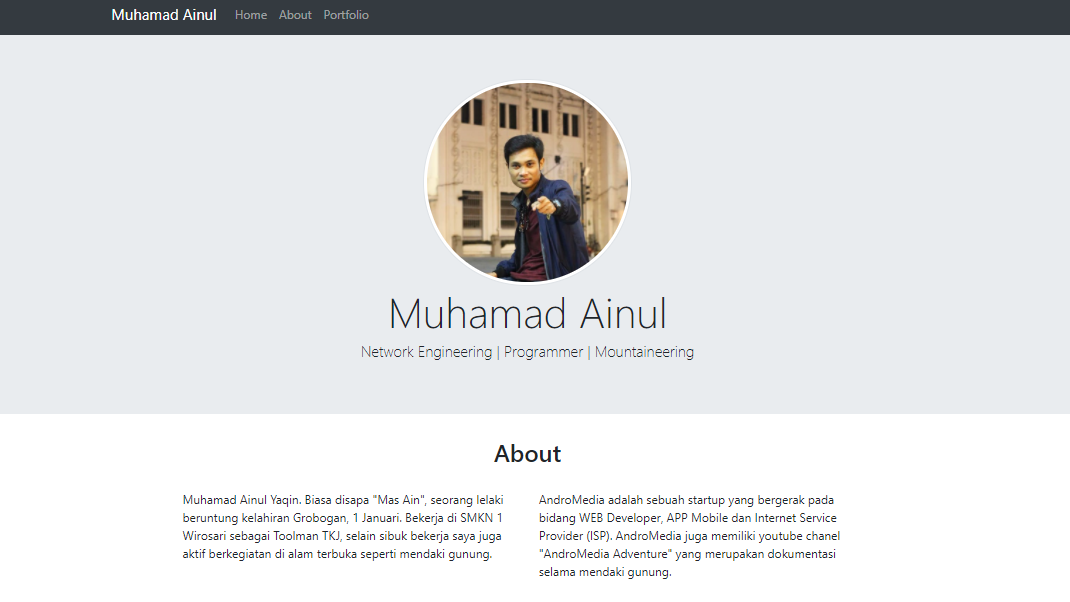 Muhamad Ainul Home About Portfolio
Muhamad Ainul
Network Engineering | Programmer | Mountaineering
About
Muhamad Ainul Yaqin. Biasa disapa "Mas Ain", seorang lelaki
beruntung kelahiran Grobogan, 1 Januari. Bekerja di SMKN 1
Wirosari sebagai Toolman TKJ, selain sibuk bekerja saya juga
aktif berkegiatan di alam terbuka seperti mendaki gunung.
AndroMedia adalah sebuah startup yang bergerak pada
bidang WEB Developer, APP Mobile dan Internet Service
Provider (ISP). AndroMedia juga memiliki youtube chanel
"AndroMedia Adventure" yang merupakan dokumentasi
selama mendaki gunung.